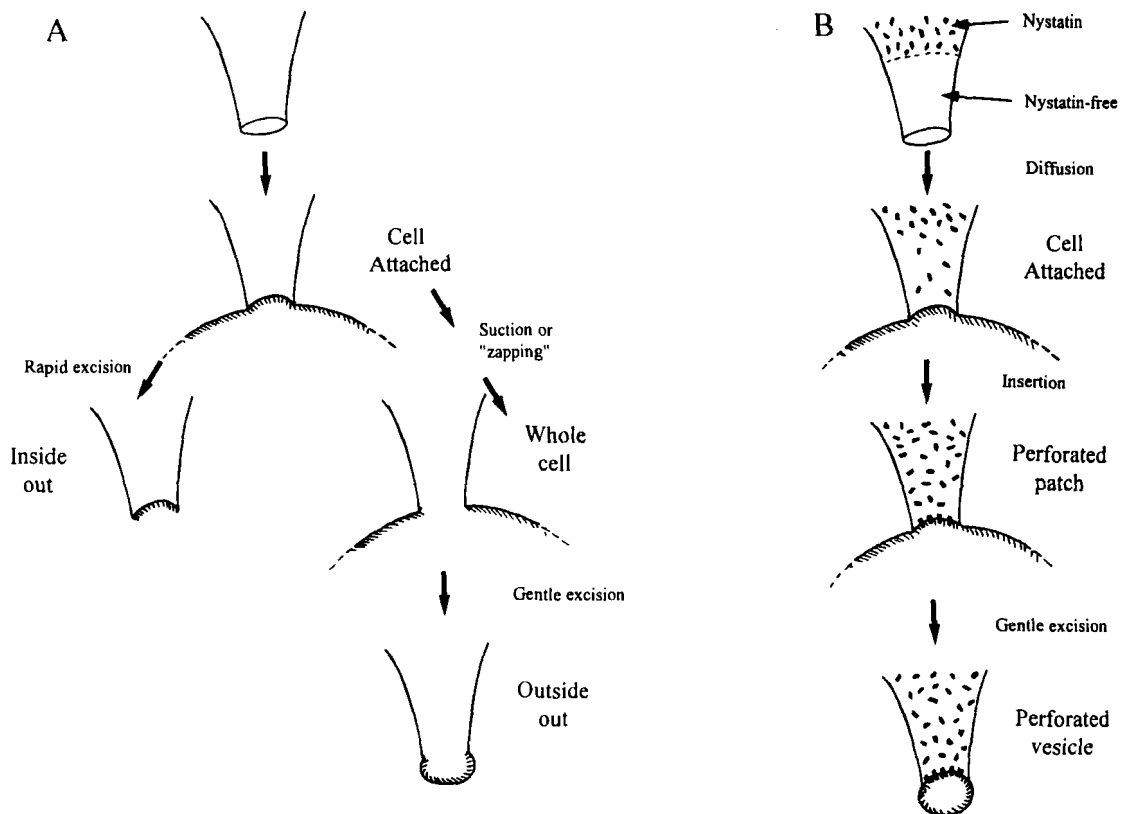 A
Cell
Attached
Suction or
"zapping"
Rapid excision
Inside
out
Whole
cell
Gentle excision
Outside
out
B
Nystatin
Nystatin-free
Diffusion
Cell
Attached
Insertion
Perforated
patch
Gentle excision
Perforated
vesicle